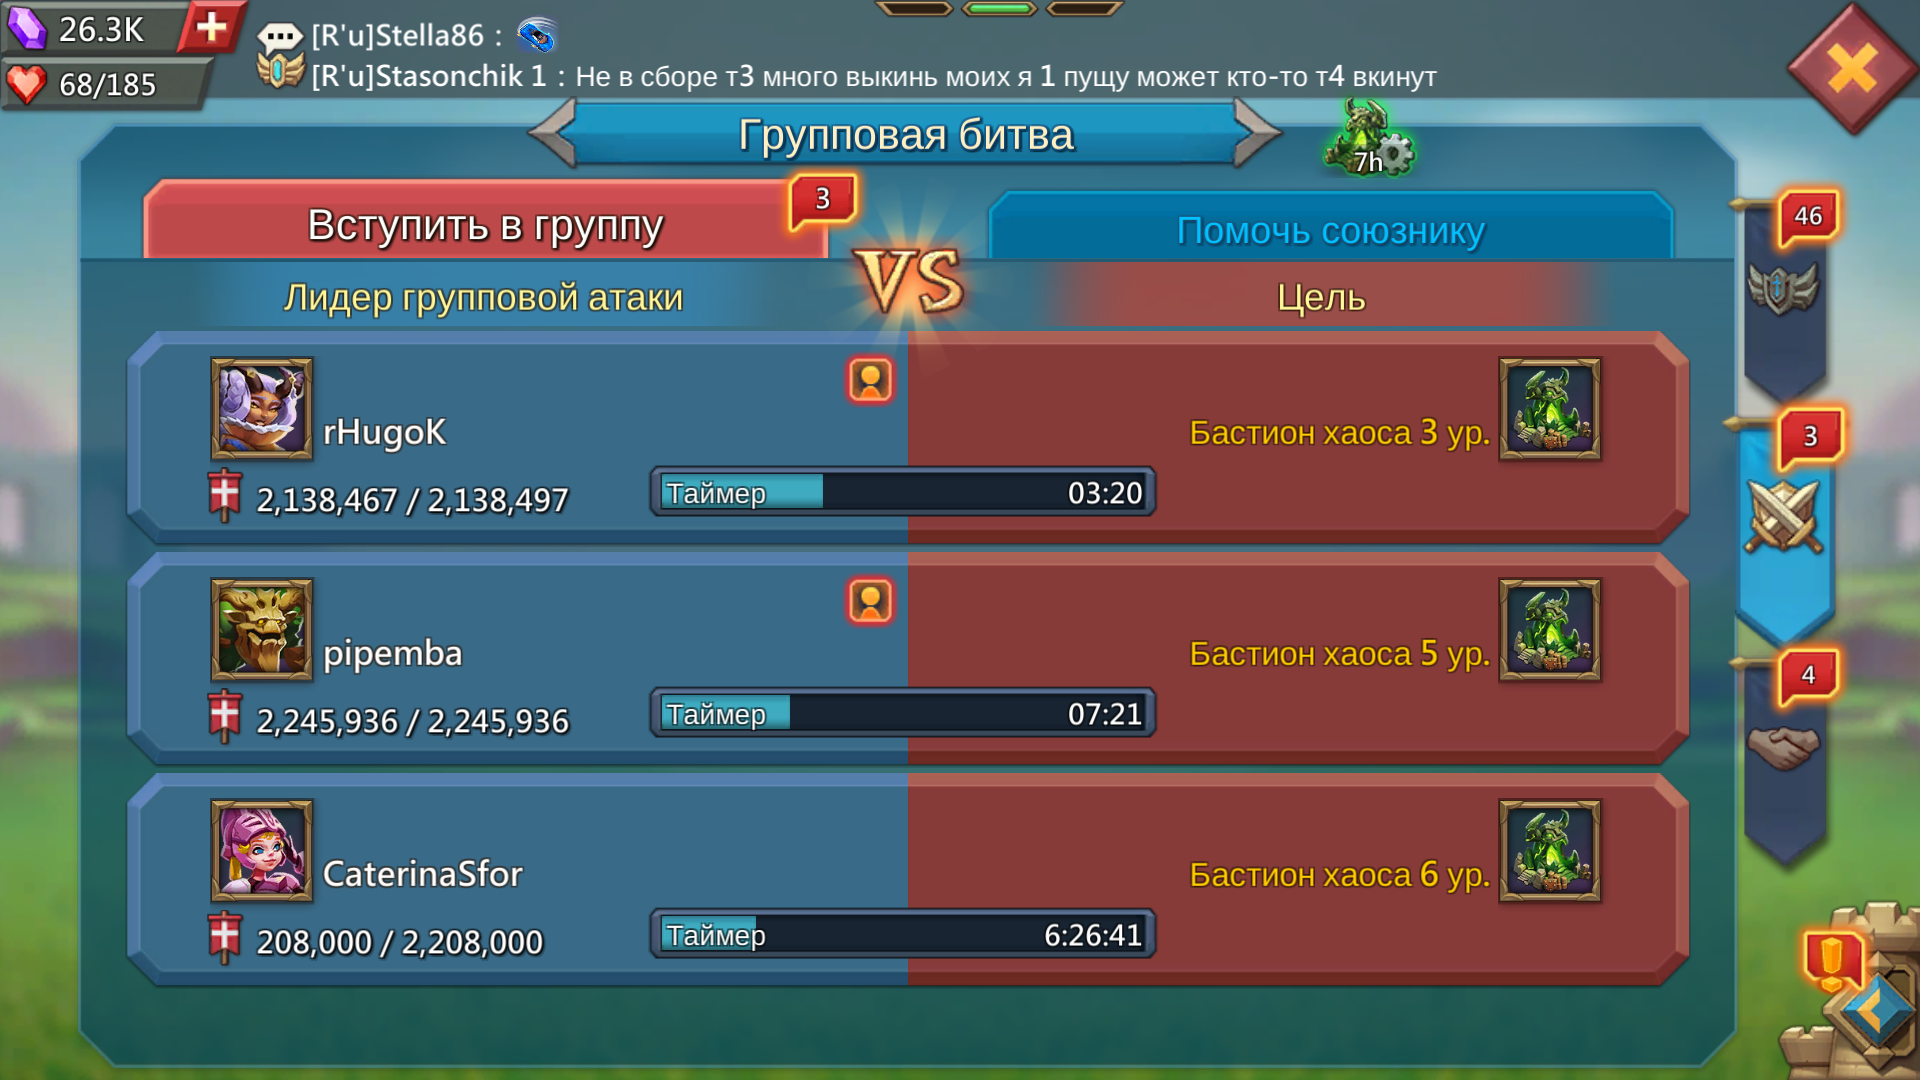 26.3K
68/185
[R'u]Stella86 :
[R'u]Stasonchik 1 : Не в сборе т3 много выкинь моих я 1 пущу может кто-то т4 вкинут
Групповая битва
7h
Вступить в группу
3
Помочь союзнику
46
Лидер групповой атаки
VS
Цель
rHugoK
Бастион хаоса 3 ур.
3
2,138,467 / 2,138,497
Таймер
03:20
pipemba
Бастион хаоса 5 ур.
4
2,245,936 / 2,245,936
Таймер
07:21
CaterinaSfor
Бастион хаоса 6 ур.
208,000 / 2,208,000
Таймер
6:26:41